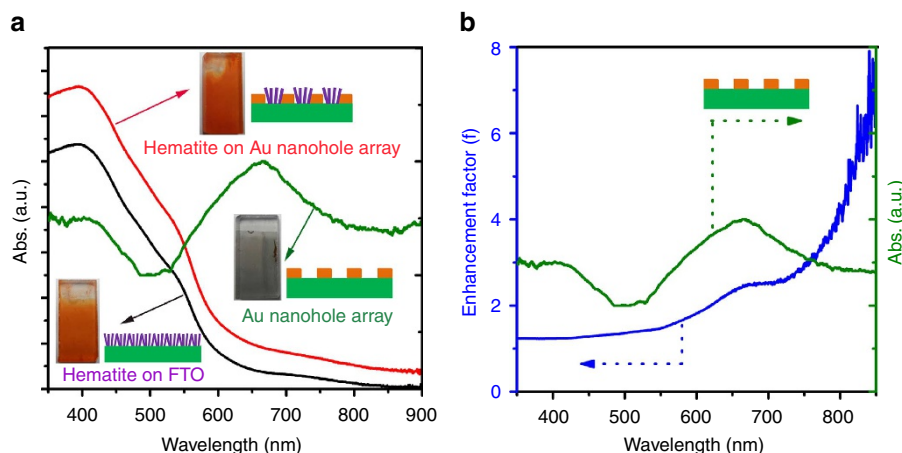 a
Abs. (a.u.)
Hematite on Au nanohole array
Au nanohole array
Hematite on FTO
400 500 600 700 800 900
Wavelength (nm)
b
Enhancement factor (f)
8
6
4
2
0
Abs. (a.u.)
400 500 600 700 800
Wavelength (nm)